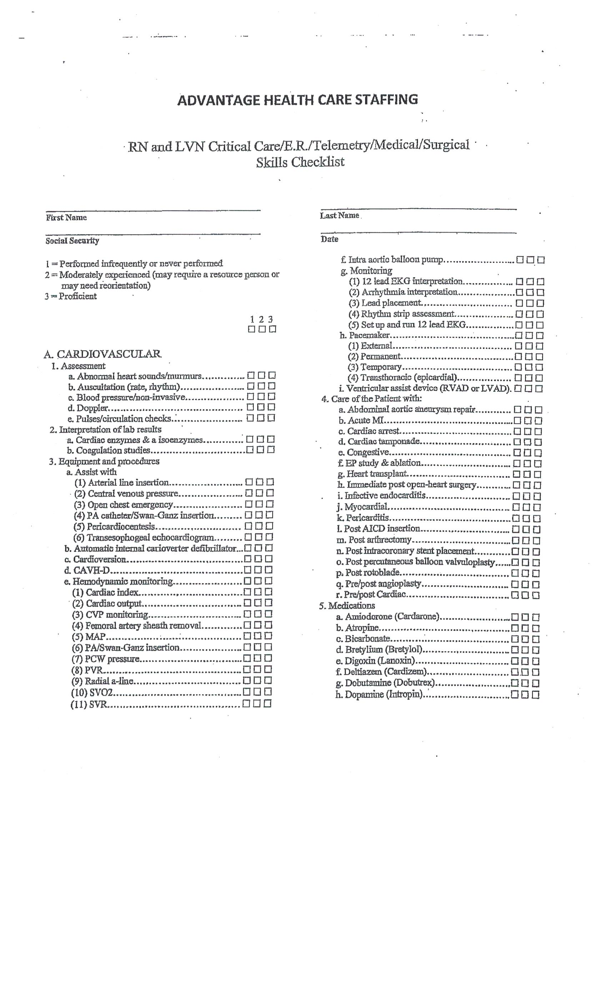 ADVANTAGE HEALTH CARE STAFFING
RN and LVN Critical Care/E.R./Telemetry/Medical/Surgical
Skills Checklist
First Name
Last Name
Social Security
Date
1 = Performed infrequently or never performed
2 = Moderately experienced (may require a resource person or
may need reorientation)
3 = Proficient
1 2 3
☐ ☐ ☐
A. CARDIOVASCULAR
1. Assessment
a. Abnormal heart sounds/murmurs.............. ☐ ☐ ☐
b. Auscultation (rate, rhythm)..................... ☐ ☐ ☐
c. Blood pressure/non-invasive................... ☐ ☐ ☐
d. Doppler..................................................... ☐ ☐ ☐
e. Pulses/circulation checks........................ ☐ ☐ ☐
2. Interpretation of lab results
a. Cardiac enzymes & a isoenzymes............. ☐ ☐ ☐
b. Coagulation studies............................... ☐ ☐ ☐
3. Equipment and procedures
a. Assist with
(1) Arterial line insertion........................ ☐ ☐ ☐
(2) Central venous pressure..................... ☐ ☐ ☐
(3) Open chest emergency...................... ☐ ☐ ☐
(4) PA catheter/Swan-Ganz insertion......... ☐ ☐ ☐
(5) Pericardiocentesis............................ ☐ ☐ ☐
(6) Transesophogeal echocardiogram......... ☐ ☐ ☐
b. Automatic internal carioverter defibrillator... ☐ ☐ ☐
c. Cardioversion...................................... ☐ ☐ ☐
d. CAVH-D........................................... ☐ ☐ ☐
e. Hemodynamic monitoring....................... ☐ ☐ ☐
(1) Cardiac index.................................. ☐ ☐ ☐
(2) Cardiac output................................. ☐ ☐ ☐
(3) CVP monitoring............................... ☐ ☐ ☐
(4) Femoral artery sheath removal............. ☐ ☐ ☐
(5) MAP............................................. ☐ ☐ ☐
(6) PA/Swan-Ganz insertion.................... ☐ ☐ ☐
(7) PCW pressure.................................. ☐ ☐ ☐
(8) PVR.............................................. ☐ ☐ ☐
(9) Radial a-line.................................... ☐ ☐ ☐
(10) SVO2........................................... ☐ ☐ ☐
(11) SVR............................................. ☐ ☐ ☐
f. Intra aortic balloon pump........................ ☐ ☐ ☐
g. Monitoring
(1) 12 lead EKG interpretation................. ☐ ☐ ☐
(2) Arrhythmia interpretation................... ☐ ☐ ☐
(3) Lead placement................................ ☐ ☐ ☐
(4) Rhythm strip assessment.................... ☐ ☐ ☐
(5) Set up and run 12 lead EKG................ ☐ ☐ ☐
h. Pacemaker.......................................... ☐ ☐ ☐
(1) External......................................... ☐ ☐ ☐
(2) Permanent...................................... ☐ ☐ ☐
(3) Temporary...................................... ☐ ☐ ☐
(4) Transthoracic (epicardial).................. ☐ ☐ ☐
i. Ventricular assist device (RVAD or LVAD). ☐ ☐ ☐
4. Care of the Patient with:
a. Abdominal aortic aneurysm repair............ ☐ ☐ ☐
b. Acute MI............................................ ☐ ☐ ☐
c. Cardiac arrest...................................... ☐ ☐ ☐
d. Cardiac tamponade............................... ☐ ☐ ☐
e. Congestive.......................................... ☐ ☐ ☐
f. EP study & ablation.............................. ☐ ☐ ☐
g. Heart transplant................................... ☐ ☐ ☐
h. Immediate post open-heart surgery........... ☐ ☐ ☐
i. Infective endocarditis............................ ☐ ☐ ☐
j. Myocardial.......................................... ☐ ☐ ☐
k. Pericarditis......................................... ☐ ☐ ☐
l. Post AICD insertion.............................. ☐ ☐ ☐
m. Post arthrectomy................................. ☐ ☐ ☐
n. Post intracoronary stent placement............ ☐ ☐ ☐
o. Post percutaneous balloon valvuloplasty...... ☐ ☐ ☐
p. Post rotoblade..................................... ☐ ☐ ☐
q. Pre/post angioplasty............................. ☐ ☐ ☐
r. Pre/post Cardiac................................... ☐ ☐ ☐
5. Medications
a. Amiodorone (Cardarone)........................ ☐ ☐ ☐
b. Atropine............................................. ☐ ☐ ☐
c. Bicarbonate........................................ ☐ ☐ ☐
d. Bretylium (Bretylol)............................. ☐ ☐ ☐
e. Digoxin (Lanoxin)................................ ☐ ☐ ☐
f. Deltiazem (Cardizem)........................... ☐ ☐ ☐
g. Dobutamine (Dobutrex)......................... ☐ ☐ ☐
h. Dopamine (Intropin)............................. ☐ ☐ ☐